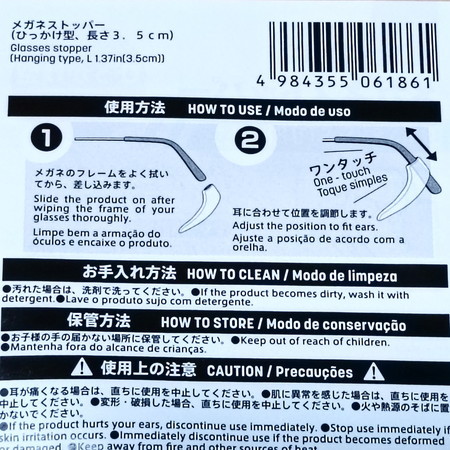 メガネストッパー
(ひっかけ型、長さ3．5cm)
Glasses stopper
(Hanging type, L 1.37in(3.5cm))
4 984355 061861
使用方法 HOW TO USE / Modo de uso
1
メガネのフレームをよく拭い
てから、差し込みます。
Slide the product on after
wiping the frame of your
glasses thoroughly.
Limpe bem a armação do
óculos e encaixe o produto.
2
ワンタッチ
One - touch
Toque simples
耳に合わせて位置を調節します。
Adjust the position to fit ears.
Ajuste a posição de acordo com a
orelha.
お手入れ方法 HOW TO CLEAN / Modo de limpeza
●汚れた場合は、洗剤で洗ってください。●If the product becomes dirty, wash it with
detergent.●Lave o produto sujo com detergente.
保管方法 HOW TO STORE / Modo de conservação
●お子様の手の届かない場所に保管してください。●Keep out of reach of children.
●Mantenha fora do alcance de crianças.
使用上の注意 CAUTION / Precauções
●耳が痛くなる場合は、直ちに使用を中止してください。●肌に異常を感じた場合は、直ちに使用を
中止してください。●変形・破損した場合、直ちに使用を中止してください。●火や熱源のそばに置
かないでください。
●If the product hurts your ears, discontinue use immediately. ●Stop use immediately if
skin irritation occurs. ●Immediately discontinue use if the product becomes deformed
or damaged. ●Keep away from fire and other sources of heat.